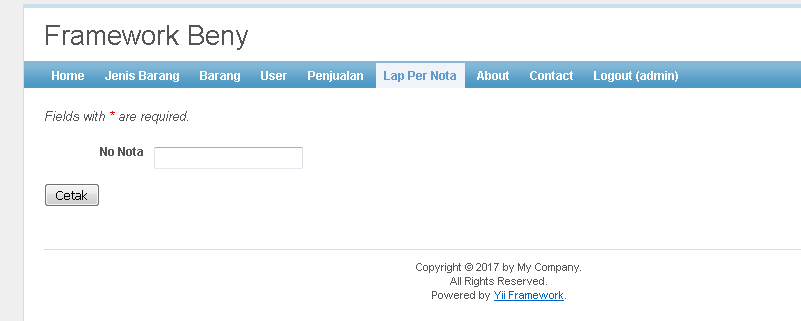 Framework Beny
Home Jenis Barang Barang User Penjualan Lap Per Nota About Contact Logout (admin)
Fields with * are required.
No Nota
Cetak
Copyright © 2017 by My Company.
All Rights Reserved.
Powered by Yii Framework.